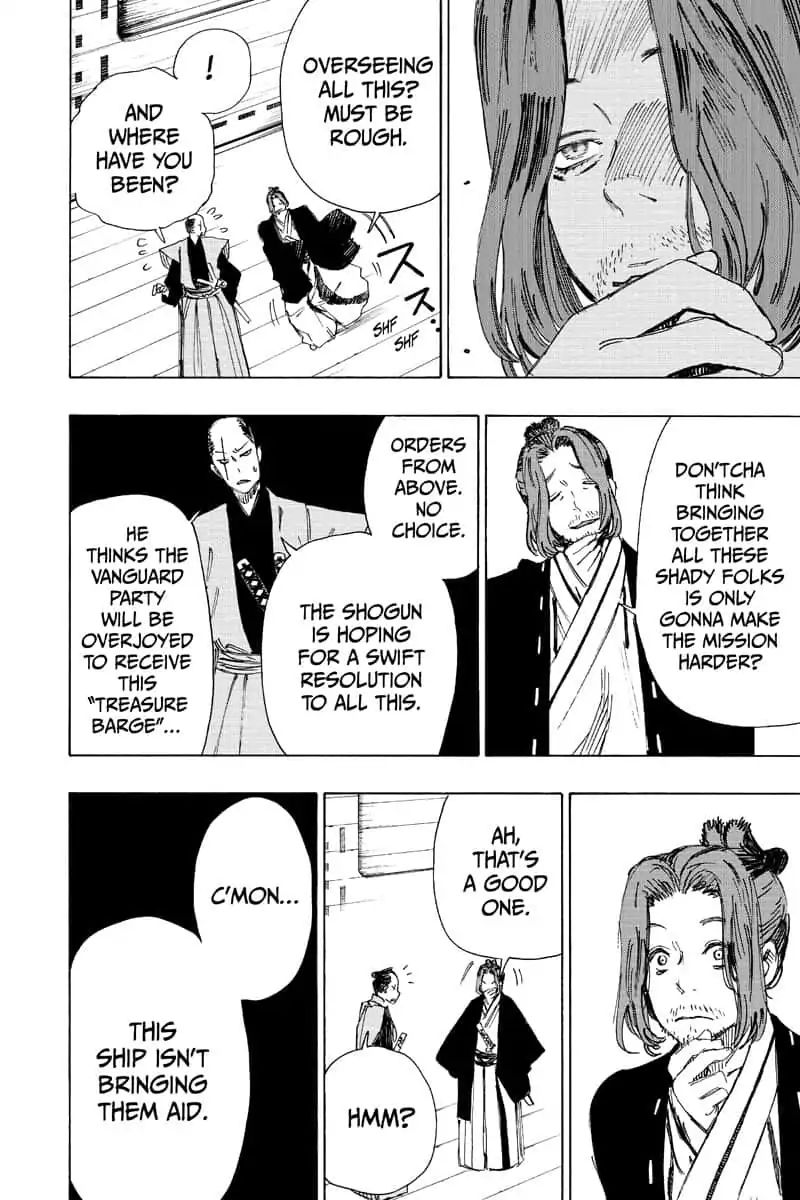 OVERSEEING
ALL THIS?
MUST BE
ROUGH.
!
AND
WHERE
HAVE YOU
BEEN?
スス
SHF
SHF
DON'TCHA
THINK
BRINGING
TOGETHER
ALL THESE
SHADY FOLKS
IS ONLY
GONNA MAKE
THE MISSION
HARDER?
ORDERS
FROM
ABOVE.
NO
CHOICE.
THE SHOGUN
IS HOPING
FOR A SWIFT
RESOLUTION
TO ALL THIS.
HE
THINKS THE
VANGUARD
PARTY
WILL BE
OVERJOYED
TO RECEIVE
THIS
"TREASURE
BARGE"...
AH,
THAT'S
A GOOD
ONE.
HMM?
C'MON...
THIS
SHIP ISN'T
BRINGING
THEM AID.